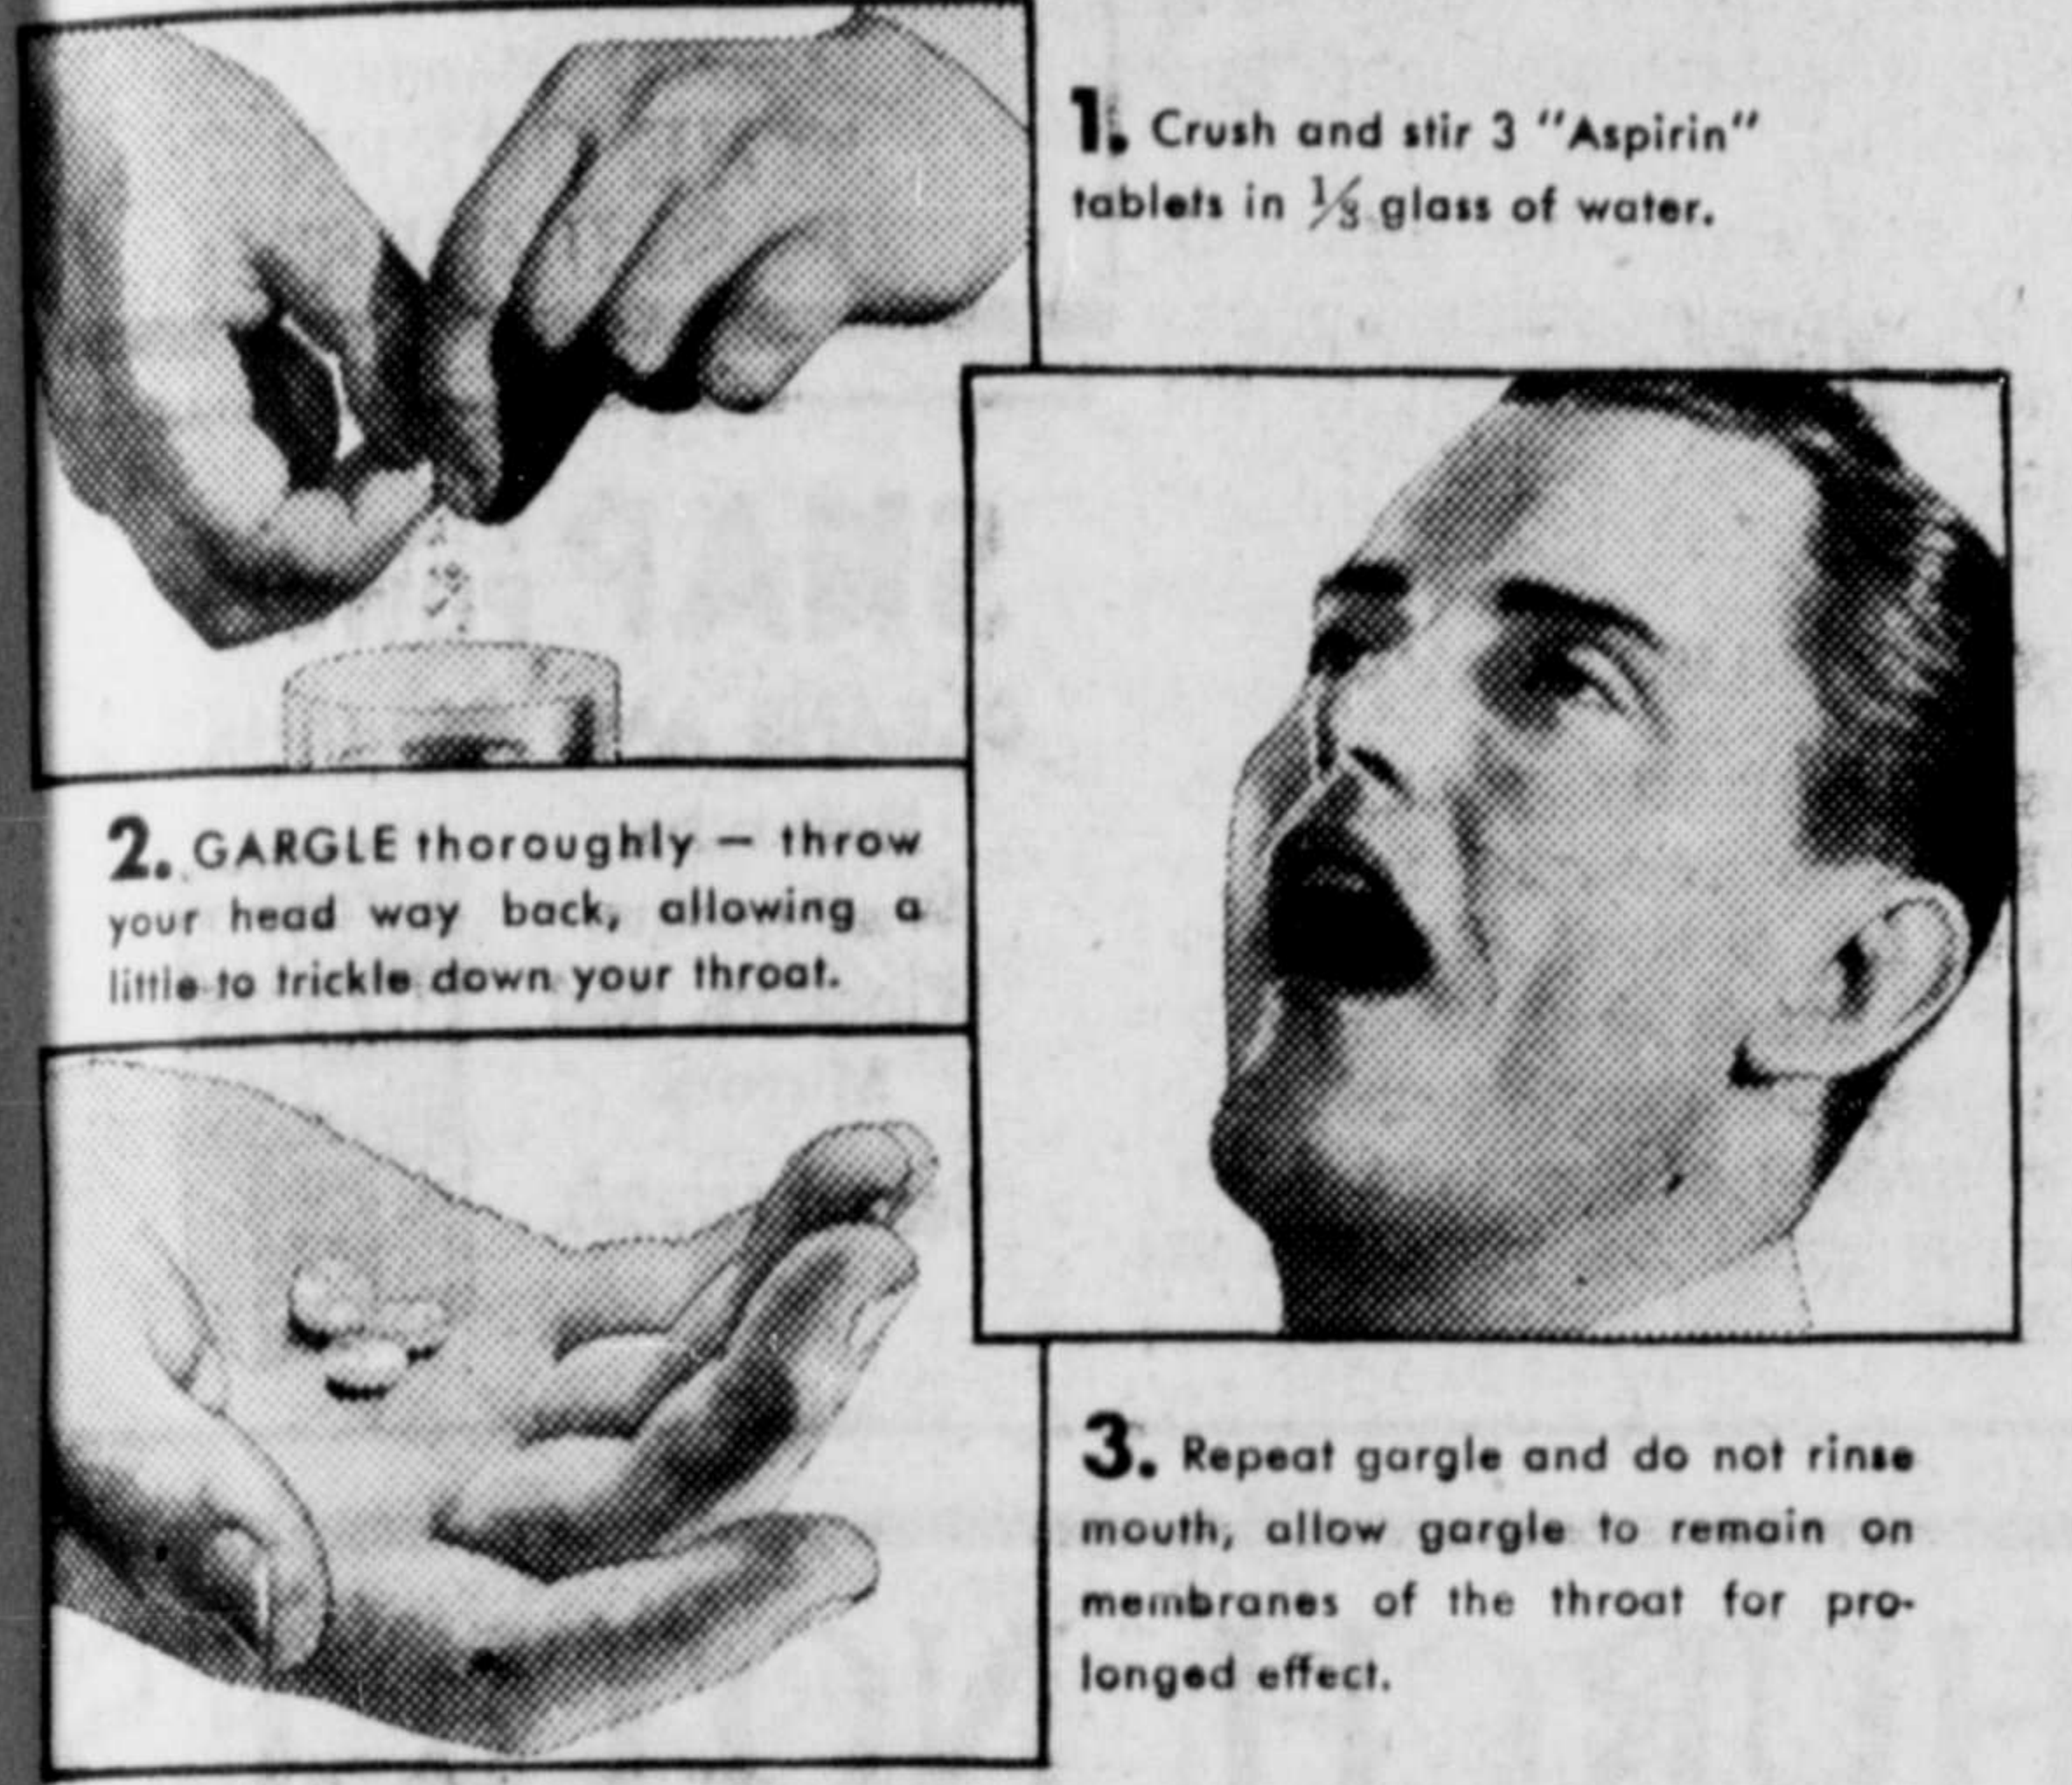 1. Crush and stir 3 "Aspirin"
tablets in ⅓ glass of water.
2. GARGLE thoroughly — throw
your head way back, allowing a
little to trickle down your throat.
3. Repeat gargle and do not rinse
mouth, allow gargle to remain on
membranes of the throat for pro-
longed effect.